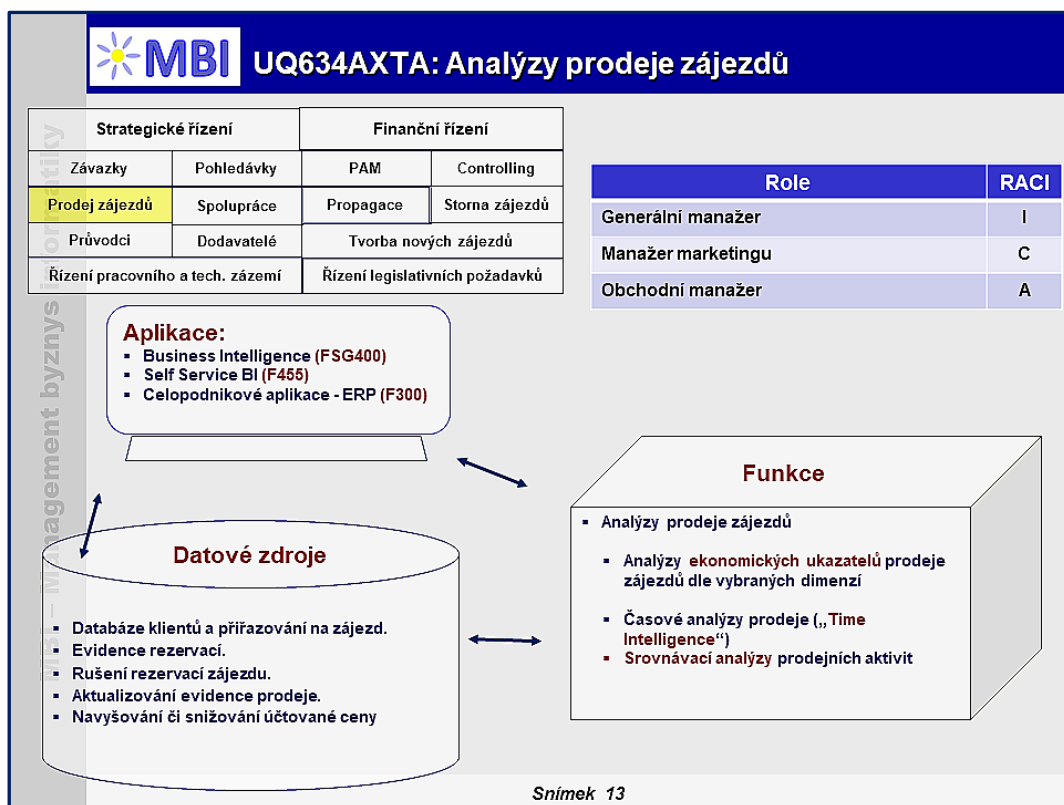 MBI
UQ634AXTA: Analýzy prodeje zájezdů
MBI – Management byznys informatiky
Strategické řízení
Finanční řízení
Závazky
Pohledávky
PAM
Controlling
Prodej zájezdů
Spolupráce
Propagace
Storna zájezdů
Průvodci
Dodavatelé
Tvorba nových zájezdů
Řízení pracovního a tech. zázemí
Řízení legislativních požadavků
Role
RACI
Generální manažer
I
Manažer marketingu
C
Obchodní manažer
A
Aplikace:
▪ Business Intelligence (FSG400)
▪ Self Service BI (F455)
▪ Celopodnikové aplikace - ERP (F300)
Datové zdroje
▪ Databáze klientů a přiřazování na zájezd.
▪ Evidence rezervací.
▪ Rušení rezervací zájezdu.
▪ Aktualizování evidence prodeje.
▪ Navyšování či snižování účtované ceny
Funkce
▪ Analýzy prodeje zájezdů
▪ Analýzy ekonomických ukazatelů prodeje
zájezdů dle vybraných dimenzí
▪ Časové analýzy prodeje („Time
Intelligence“)
▪ Srovnávací analýzy prodejních aktivit
Snímek 13